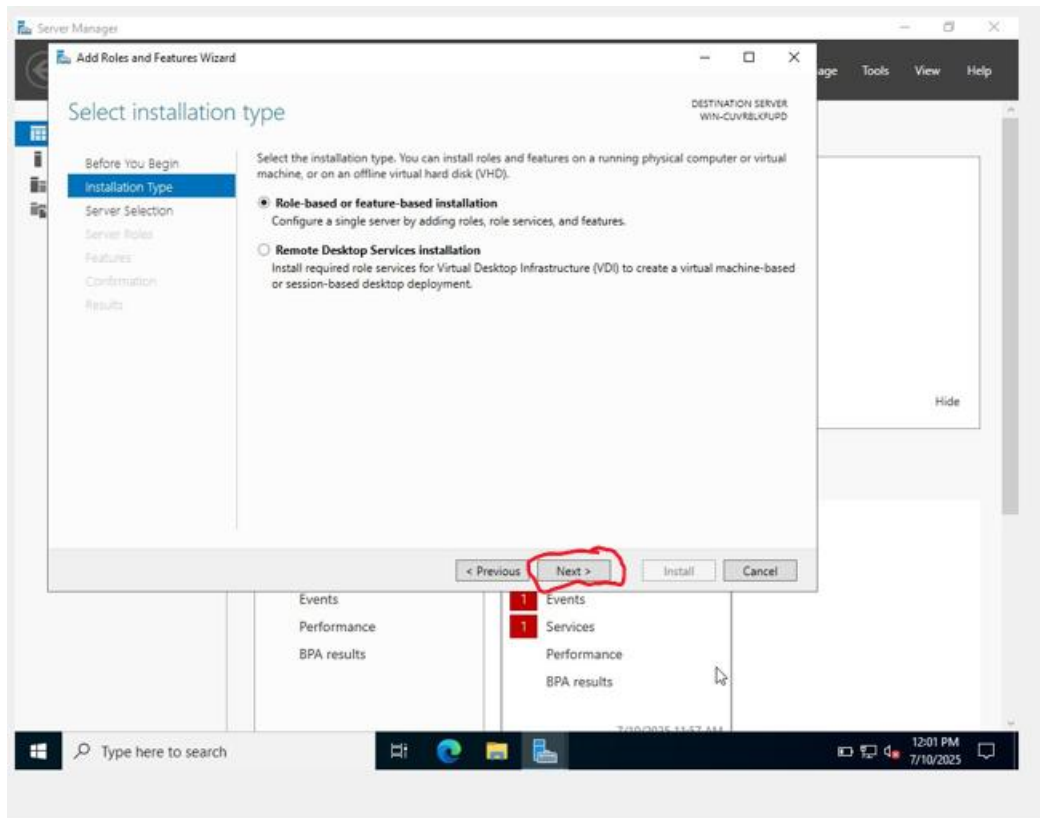 Server Manager
Add Roles and Features Wizard
age Tools View Help
Select installation type
DESTINATION SERVER
WIN-CUVRBLKFUPD
Before You Begin
Installation Type
Server Selection
Server Roles
Features
Confirmation
Results
Select the installation type. You can install roles and features on a running physical computer or virtual
machine, or on an offline virtual hard disk (VHD).
Role-based or feature-based installation
Configure a single server by adding roles, role services, and features.
Remote Desktop Services installation
Install required role services for Virtual Desktop Infrastructure (VDI) to create a virtual machine-based
or session-based desktop deployment.
Hide
< Previous Next > Install Cancel
Events
Performance
BPA results
1 Events
1 Services
Performance
BPA results
7/10/2025 11:57 AM
Type here to search
12:01 PM
7/10/2025